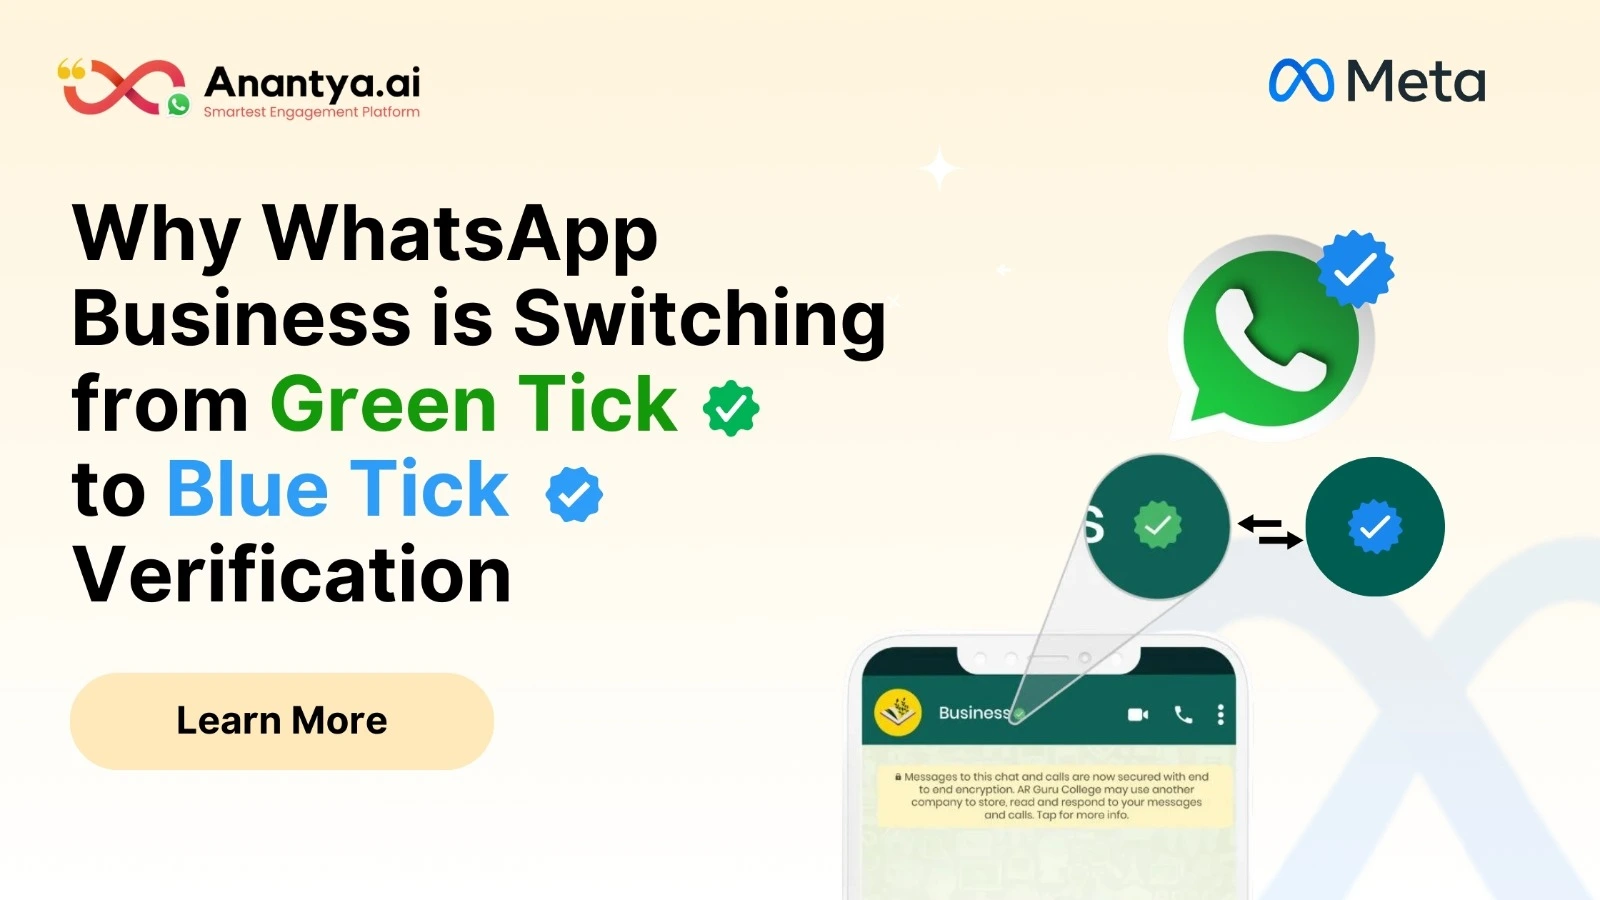 Anantya.ai
Smartest Engagement Platform
Meta
Why WhatsApp
Business is Switching
from Green Tick
to Blue Tick
Verification
Learn More
s
Business
Messages to this chat and calls are now secured with end
to end encryption. AR Guru College may use another
company to store, read and respond to your messages
and calls. Tap for more info.